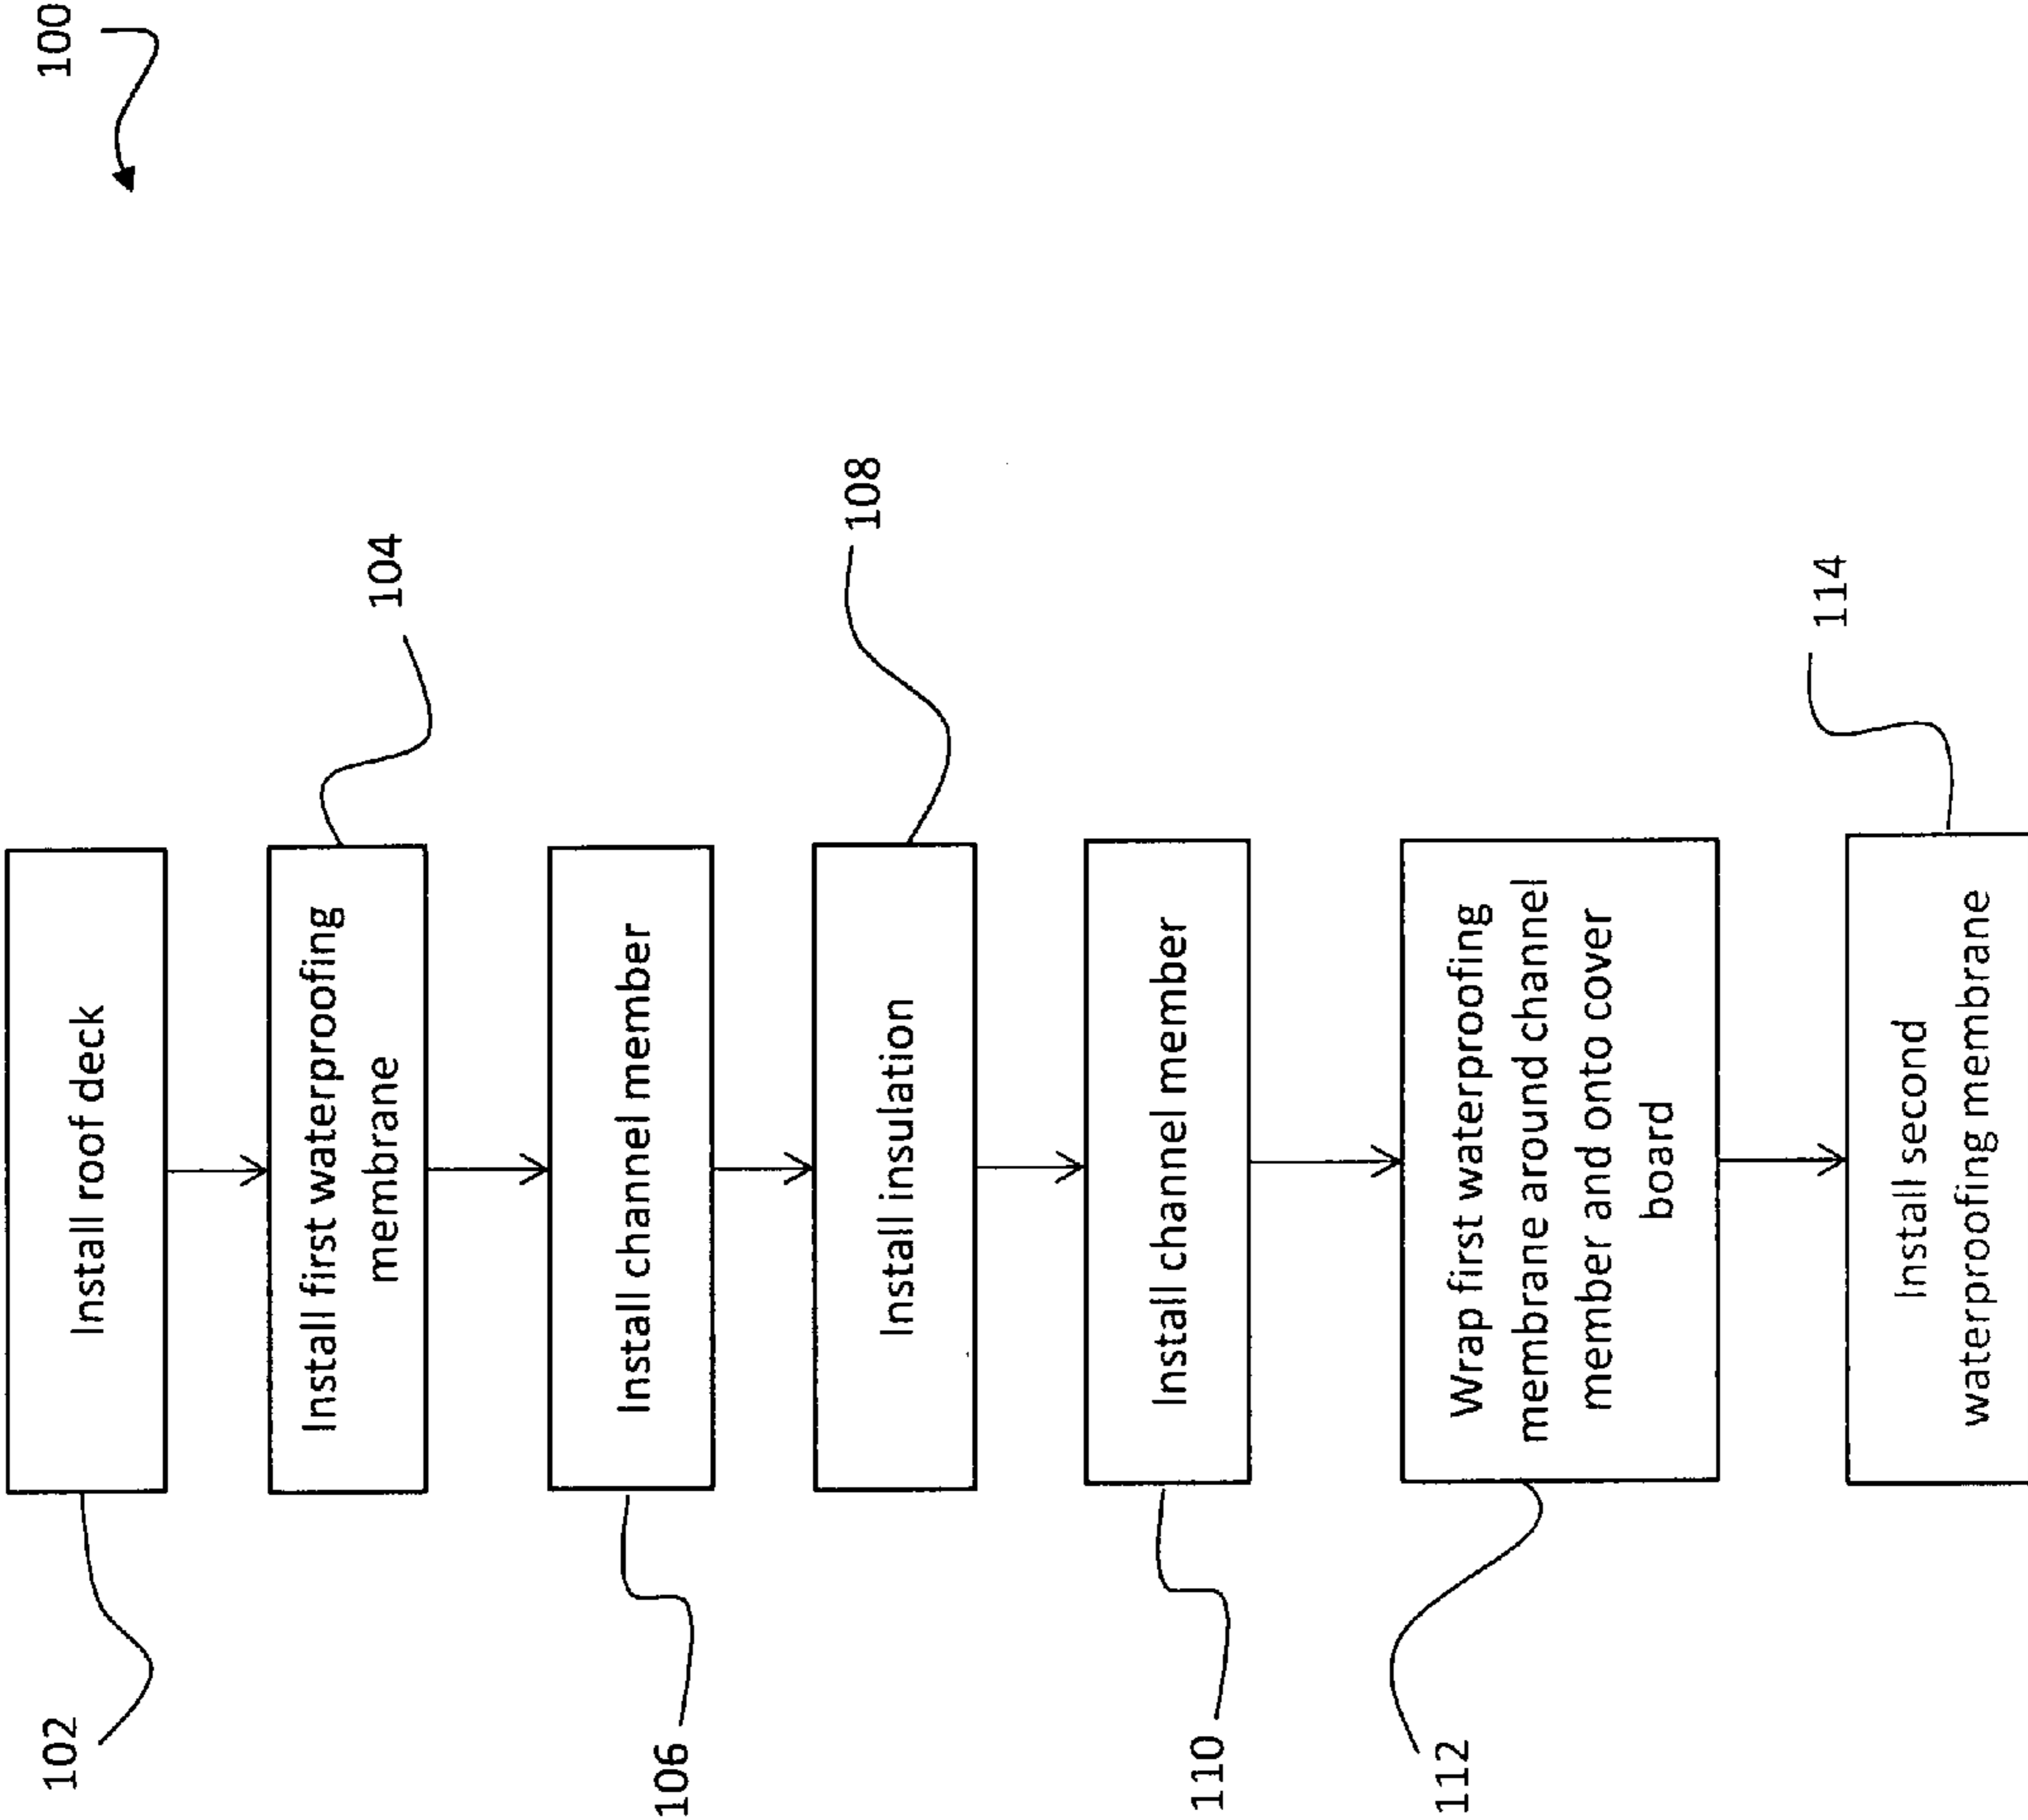 100
102
Install roof deck
104
Install first waterproofing
membrane
106
Install channel member
108
Install insulation
110
Install channel member
112
Wrap first waterproofing
membrane around channel
member and onto cover
board
114
Install second
waterproofing membrane